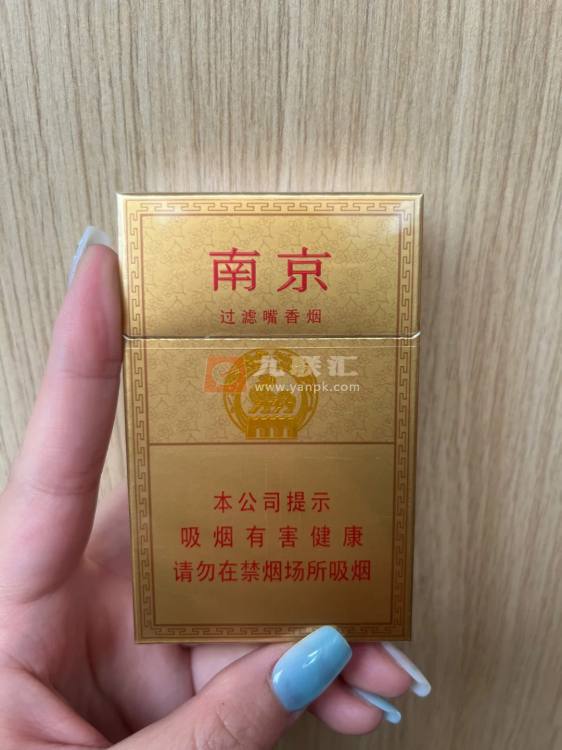 南京
过滤嘴香烟
九联汇
www.yanpk.com
本公司提示
吸烟有害健康
请勿在禁烟场所吸烟